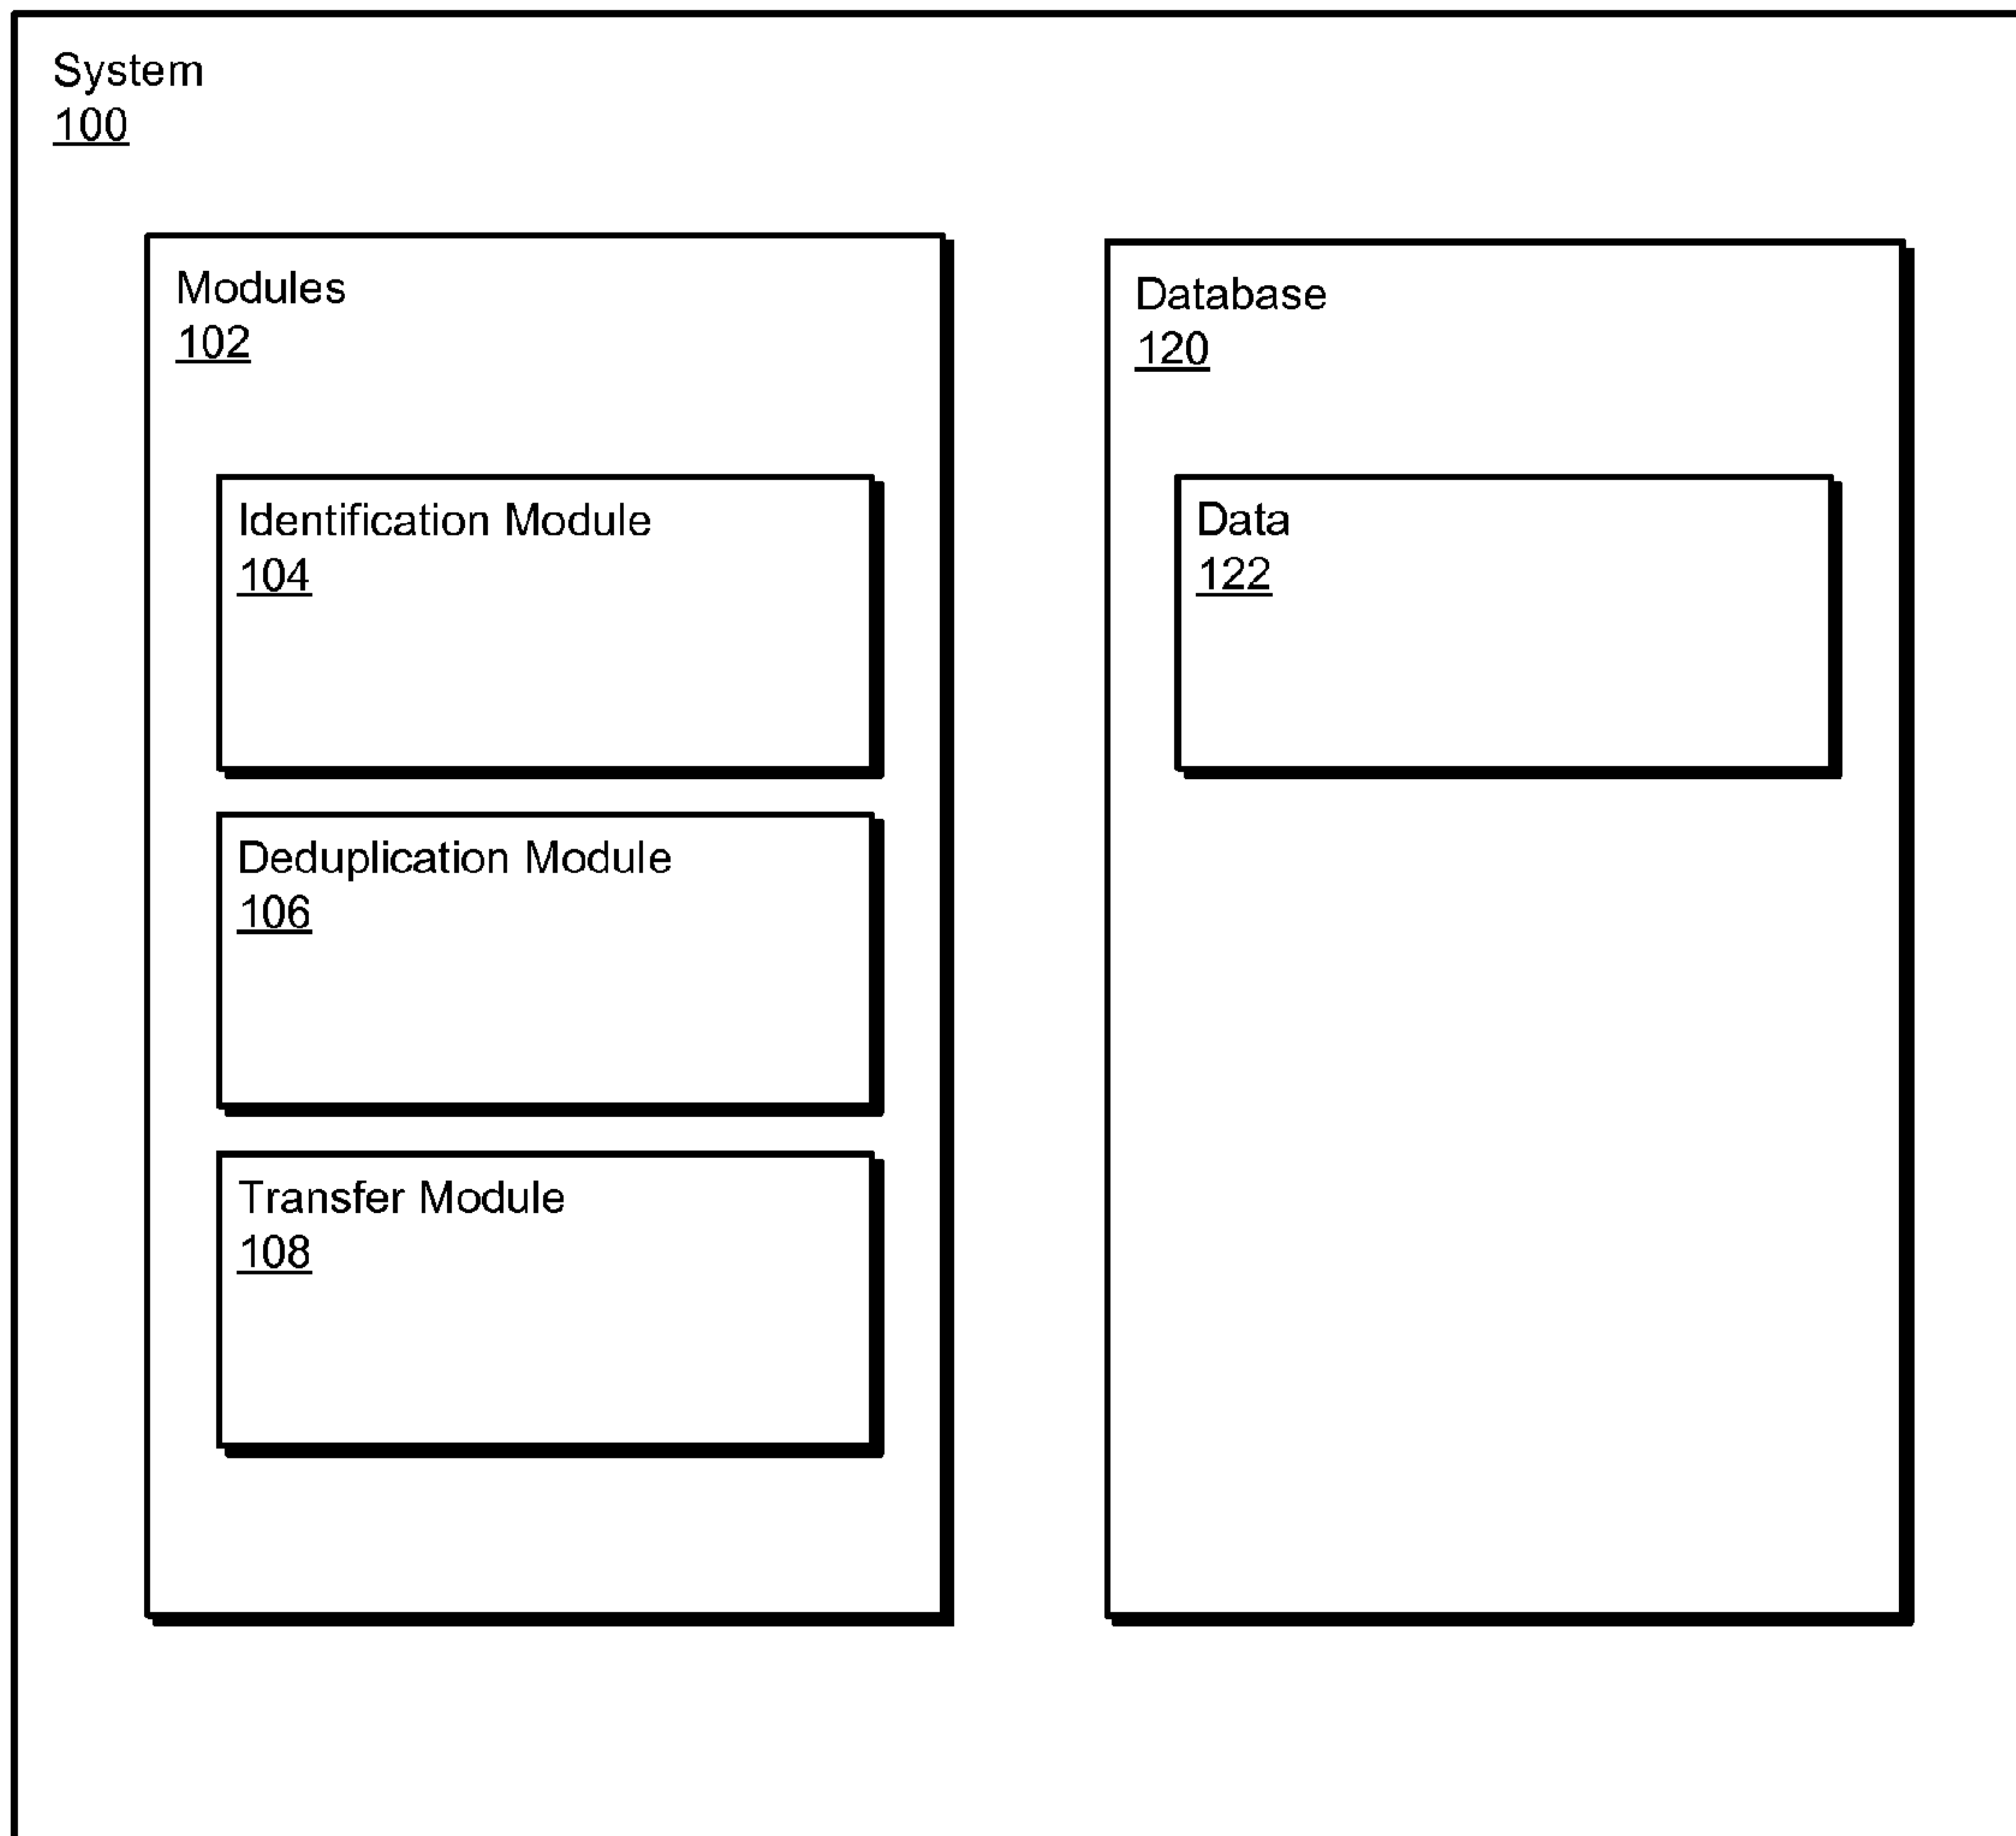 System
100
Modules
102
Identification Module
104
Deduplication Module
106
Transfer Module
108
Database
120
Data
122